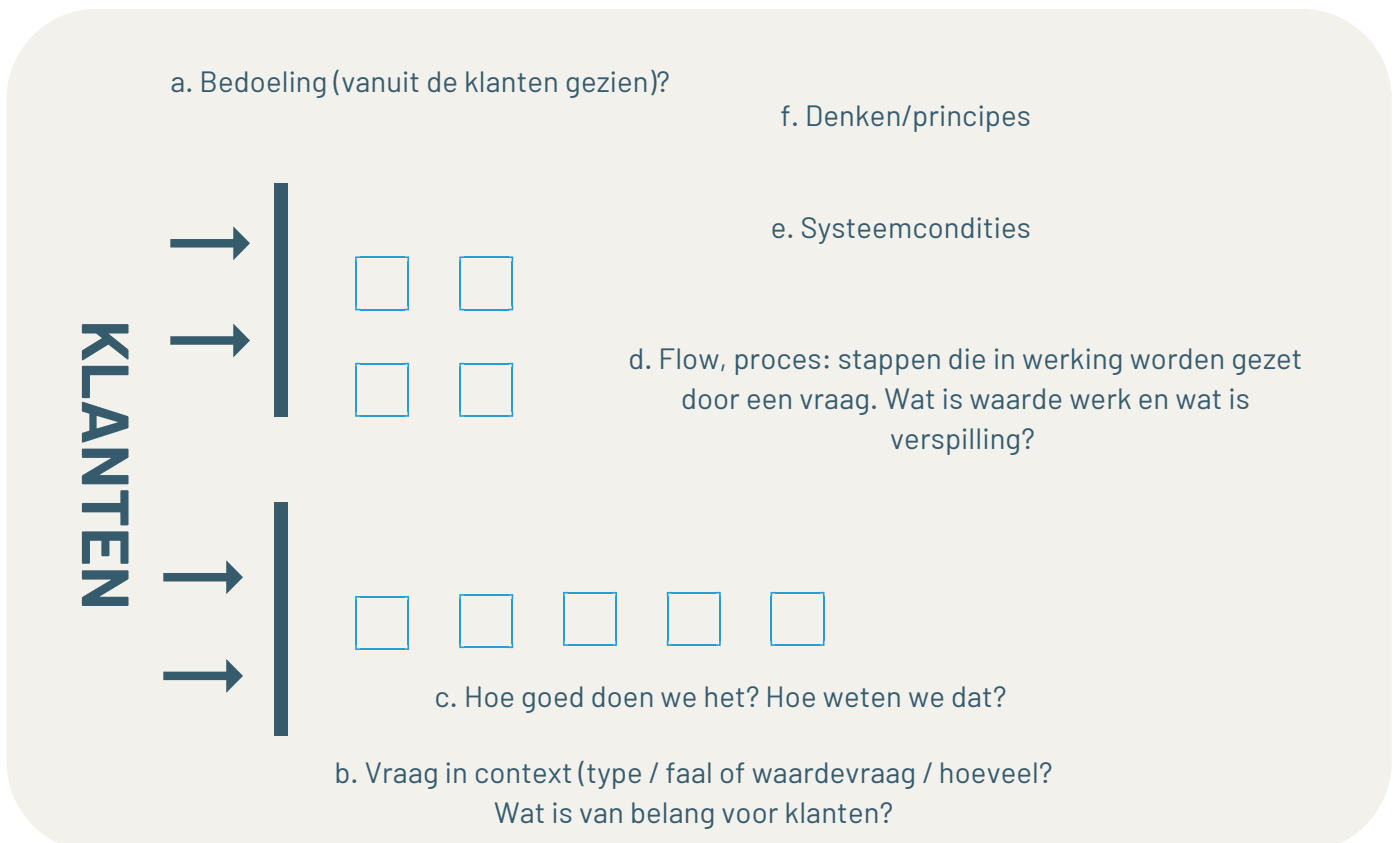 a. Bedoeling (vanuit de klanten gezien)?
f. Denken/principes
e. Systeemcondities
KLANTEN
d. Flow, proces: stappen die in werking worden gezet
door een vraag. Wat is waarde werk en wat is
verspilling?
c. Hoe goed doen we het? Hoe weten we dat?
b. Vraag in context (type / faal of waardevraag / hoeveel?
Wat is van belang voor klanten?